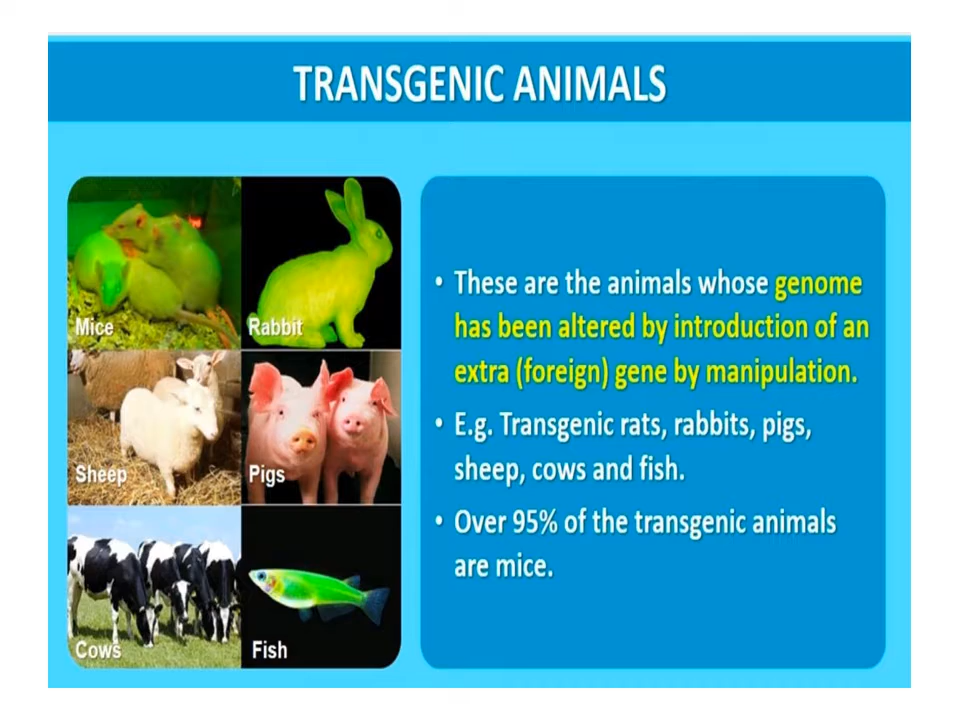 TRANSGENIC ANIMALS
Mice
Rabbit
Sheep
Pigs
Cows
Fish
• These are the animals whose genome
has been altered by introduction of an
extra (foreign) gene by manipulation.
• E.g. Transgenic rats, rabbits, pigs,
sheep, cows and fish.
• Over 95% of the transgenic animals
are mice.